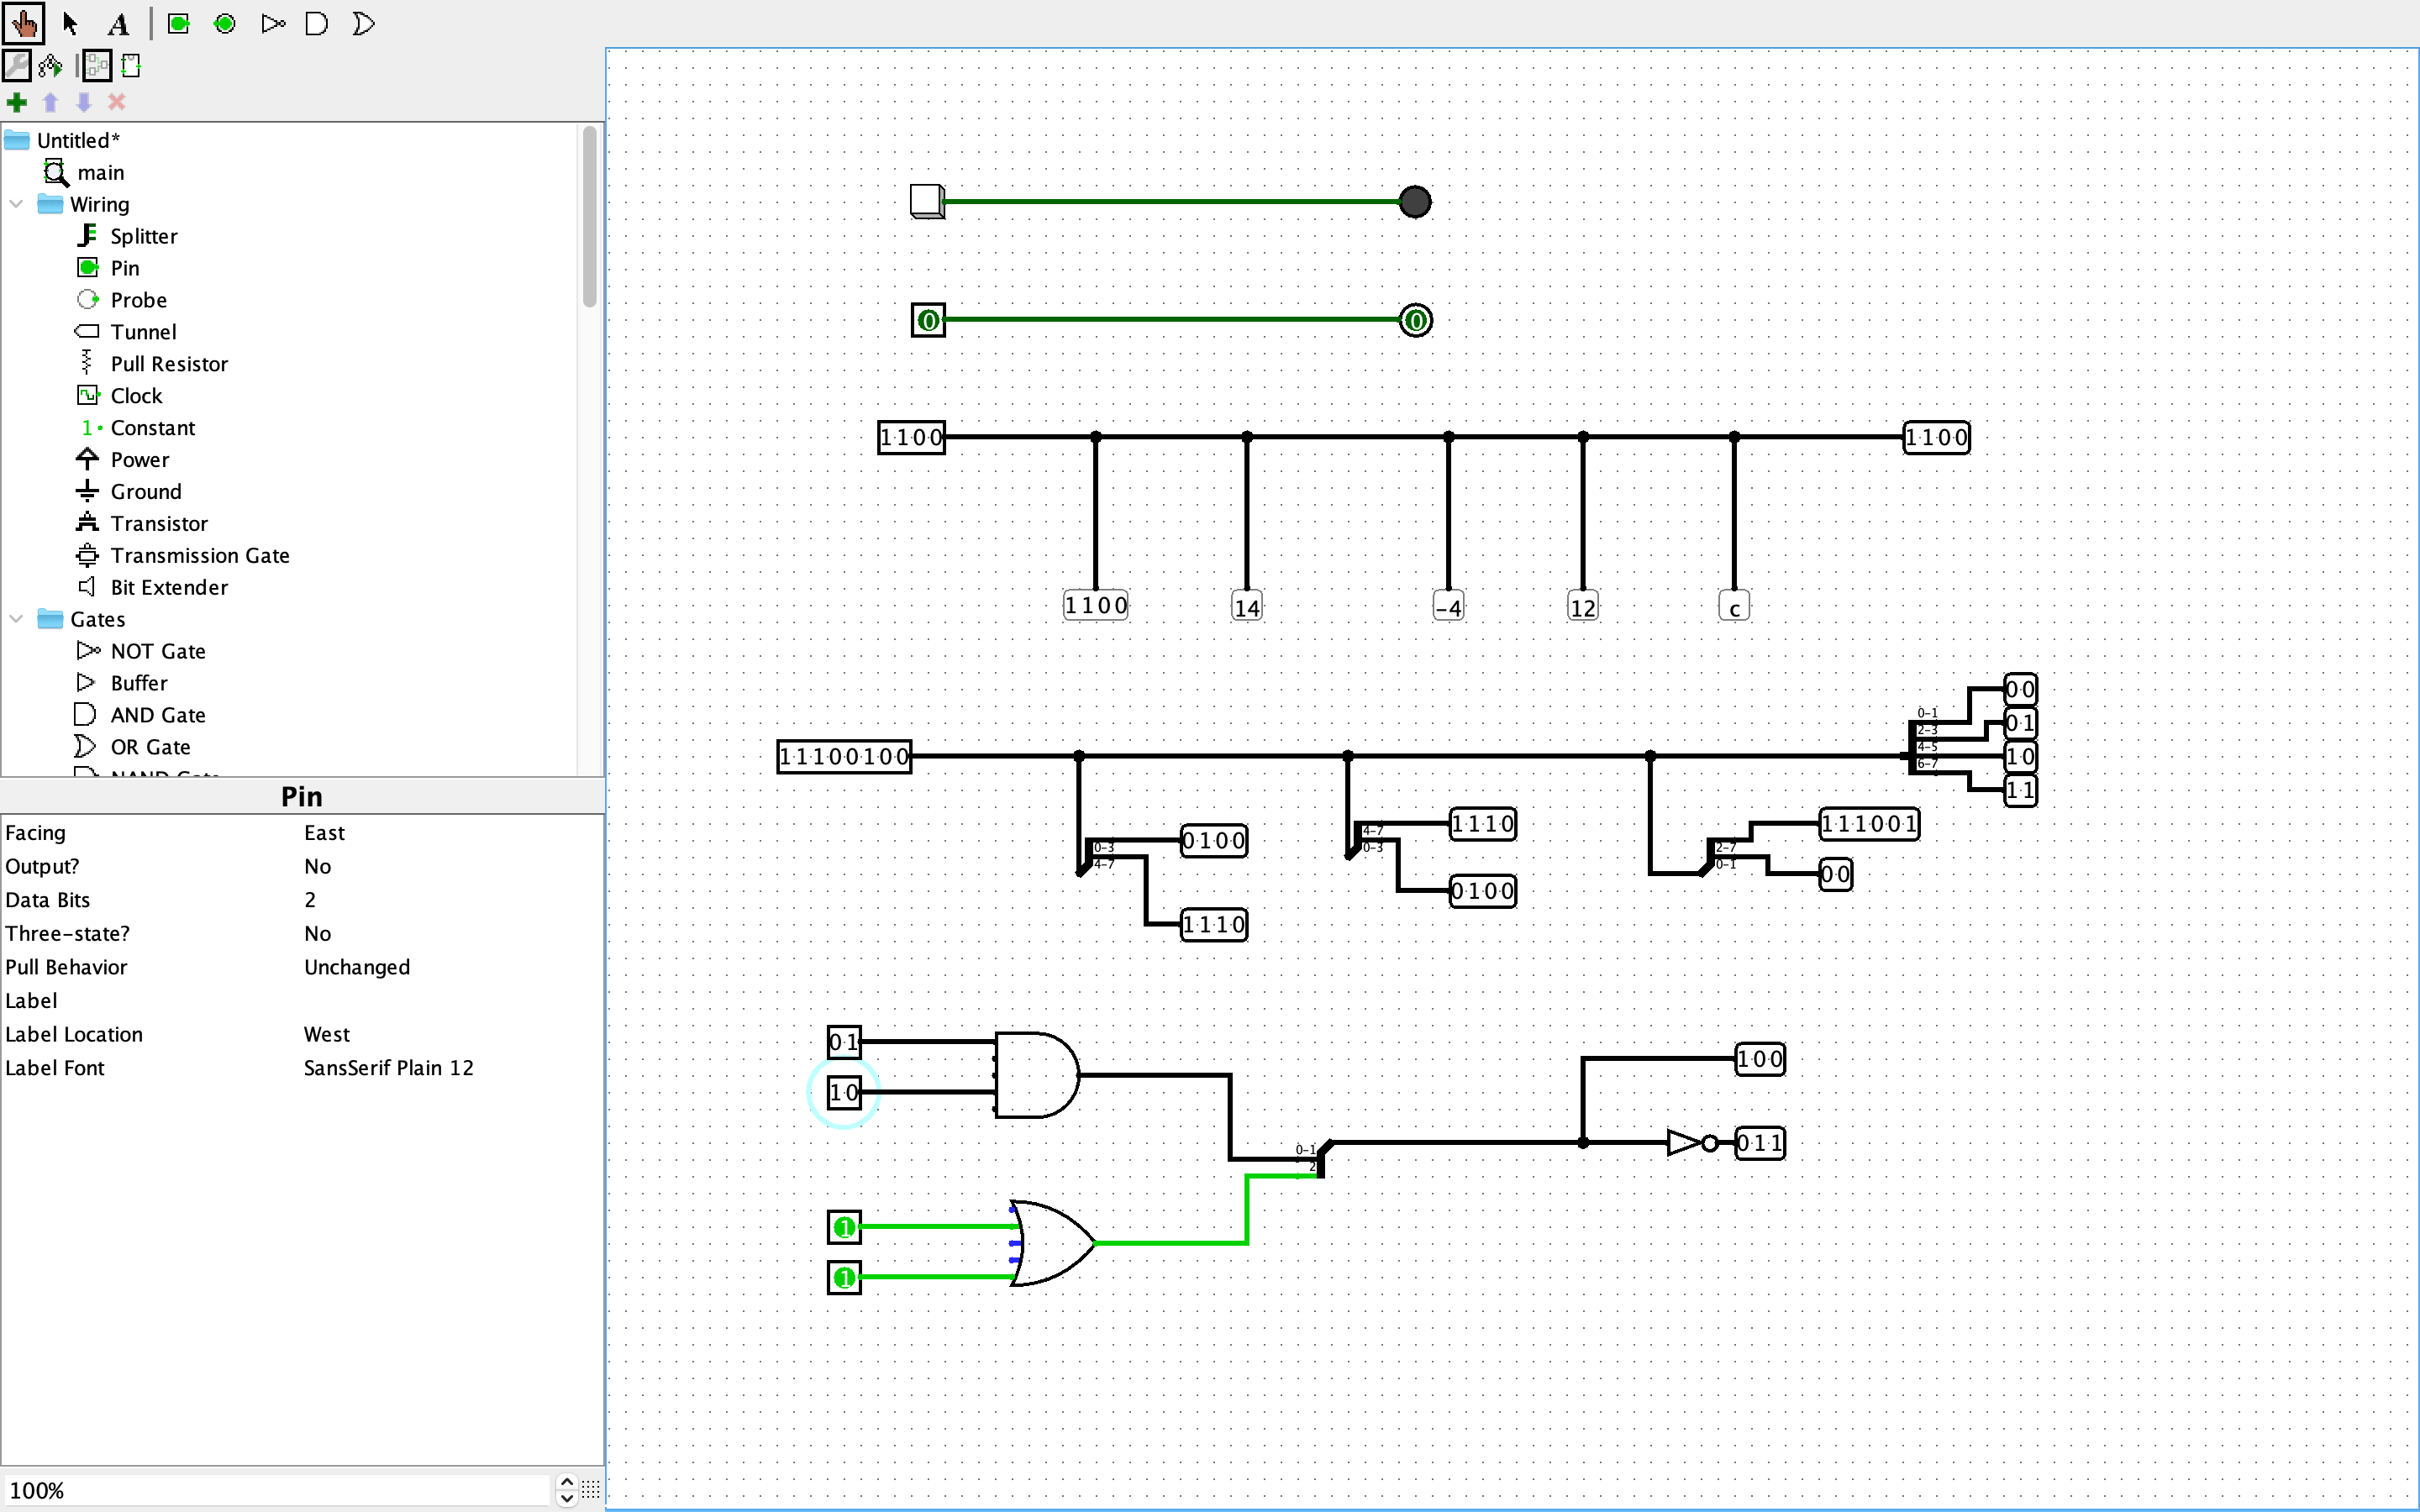 A
Untitled*
main
Wiring
Splitter
Pin
Probe
Tunnel
Pull Resistor
Clock
1 Constant
Power
Ground
Transistor
Transmission Gate
Bit Extender
Gates
NOT Gate
Buffer
AND Gate
OR Gate
NAND Gate
Pin
Facing East
Output? No
Data Bits 2
Three-state? No
Pull Behavior Unchanged
Label
Label Location West
Label Font SansSerif Plain 12
100%
0 0
1100 1100
1100 14 -4 12 c
11100100
0-1 00
2-3 01
4-5 10
6-7 11
0-3 0100
4-7 1110
4-7 1110
0-3 0100
2-7 111001
0-1 00
01
10
0-1
2
100
011
1
1